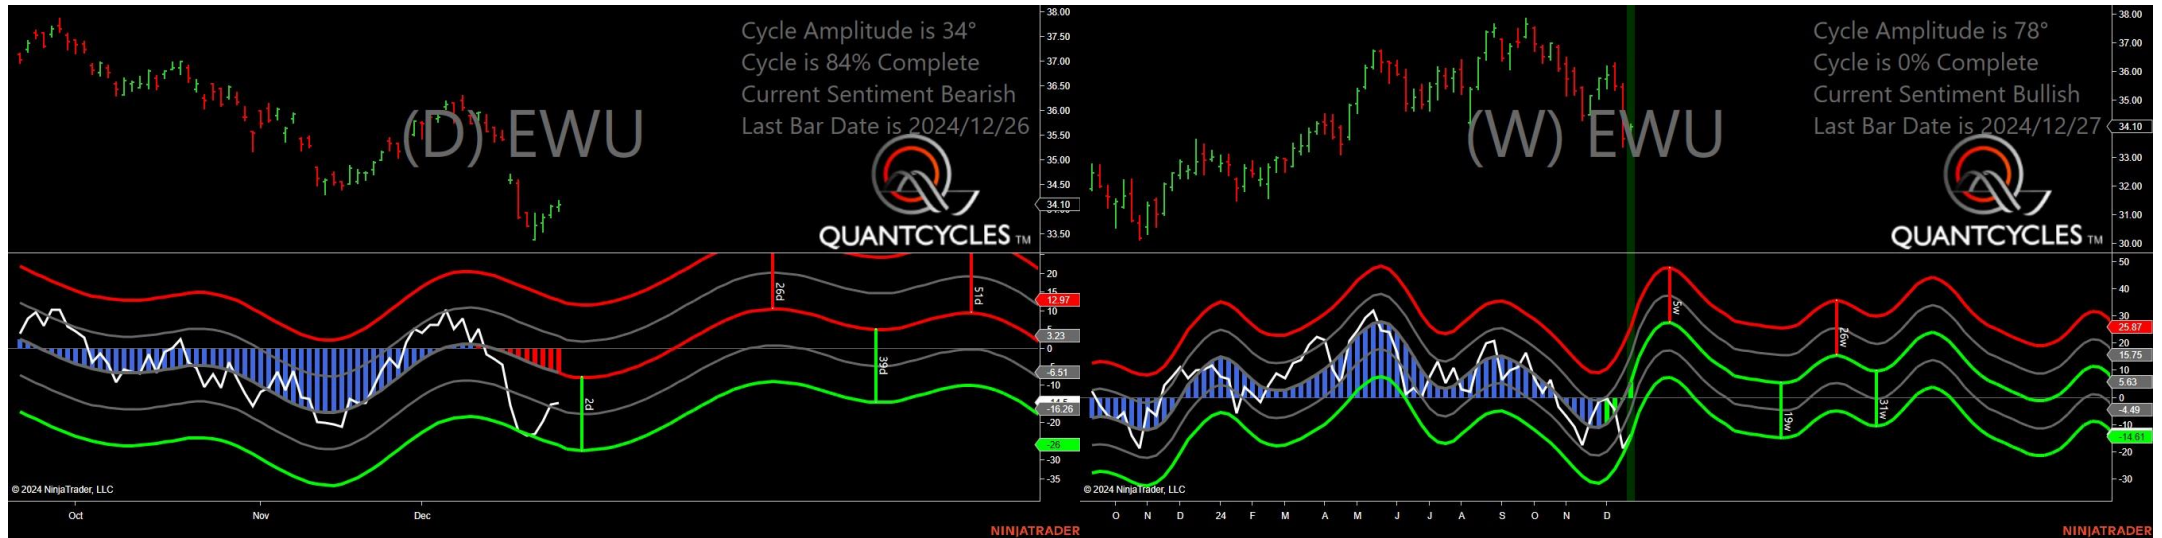 Cycle Amplitude is 34°
Cycle is 84% Complete
Current Sentiment Bearish
Last Bar Date is 2024/12/26
(D) EWU
QUANTCYCLES TM
38.00
37.50
37.00
36.50
36.00
35.50
35.00
34.50
34.10
33.50
26d
51d
39d
2d
20
15
12.97
10
5
3.23
0
-6.51
-10
-16.26
-20
-26
-30
-35
© 2024 NinjaTrader, LLC
Oct Nov Dec
NINJATRADER
Cycle Amplitude is 78°
Cycle is 0% Complete
Current Sentiment Bullish
Last Bar Date is 2024/12/27
(W) EWU
QUANTCYCLES TM
38.00
37.00
36.00
35.00
34.10
33.00
32.00
31.00
30.00
5w
26w
19w
31w
50
40
30
25.87
20
15.75
10
5.63
0
-4.49
-10
-14.61
-20
-30
© 2024 NinjaTrader, LLC
O N D 24 F M A M J J A S O N D
NINJATRADER